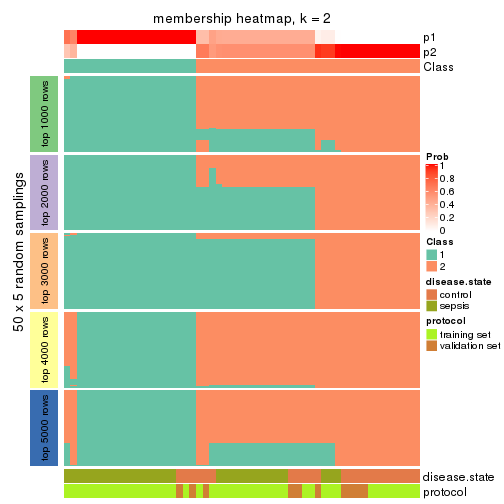 membership heatmap, k = 2
p1
p2
Class
50 x 5 random samplings
top 1000 rows
top 2000 rows
top 3000 rows
top 4000 rows
top 5000 rows
Prob
1
0.8
0.6
0.4
0.2
0
Class
1
2
disease.state
control
sepsis
protocol
training set
validation set
disease.state
protocol